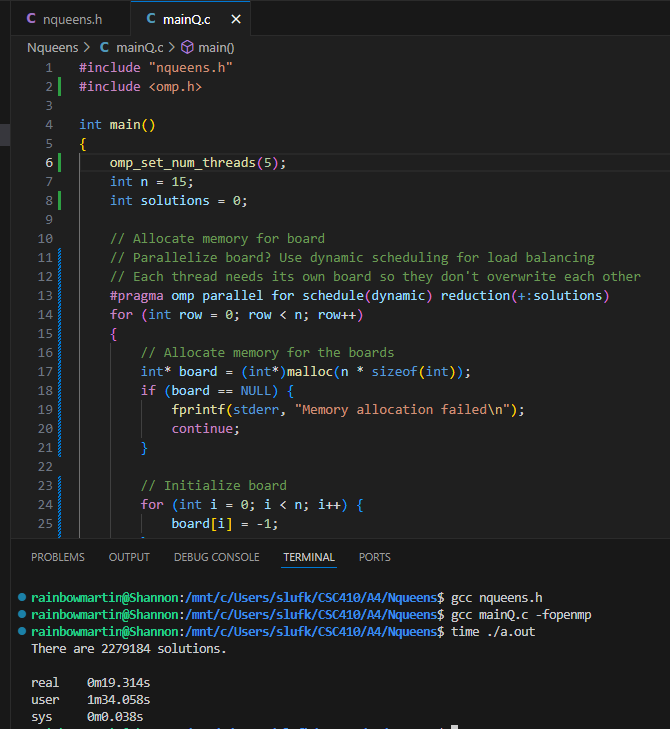 nqueens.h
mainQ.c
Nqueens > C mainQ.c > main()
1 #include "nqueens.h"
2 #include <omp.h>
3
4 int main()
5 {
6 omp_set_num_threads(5);
7 int n = 15;
8 int solutions = 0;
9
10 // Allocate memory for board
11 // Parallelize board? Use dynamic scheduling for load balancing
12 // Each thread needs its own board so they don't overwrite each other
13 #pragma omp parallel for schedule(dynamic) reduction(+:solutions)
14 for (int row = 0; row < n; row++)
15 {
16 // Allocate memory for the boards
17 int* board = (int*)malloc(n * sizeof(int));
18 if (board == NULL) {
19 fprintf(stderr, "Memory allocation failed\n");
20 continue;
21 }
22
23 // Initialize board
24 for (int i = 0; i < n; i++) {
25 board[i] = -1;
PROBLEMS OUTPUT DEBUG CONSOLE TERMINAL PORTS
rainbowmartin@Shannon:/mnt/c/Users/slufk/CSC410/A4/Nqueens$ gcc nqueens.h
rainbowmartin@Shannon:/mnt/c/Users/slufk/CSC410/A4/Nqueens$ gcc mainQ.c -fopenmp
rainbowmartin@Shannon:/mnt/c/Users/slufk/CSC410/A4/Nqueens$ time ./a.out
There are 2279184 solutions.
real 0m19.314s
user 1m34.058s
sys 0m0.038s